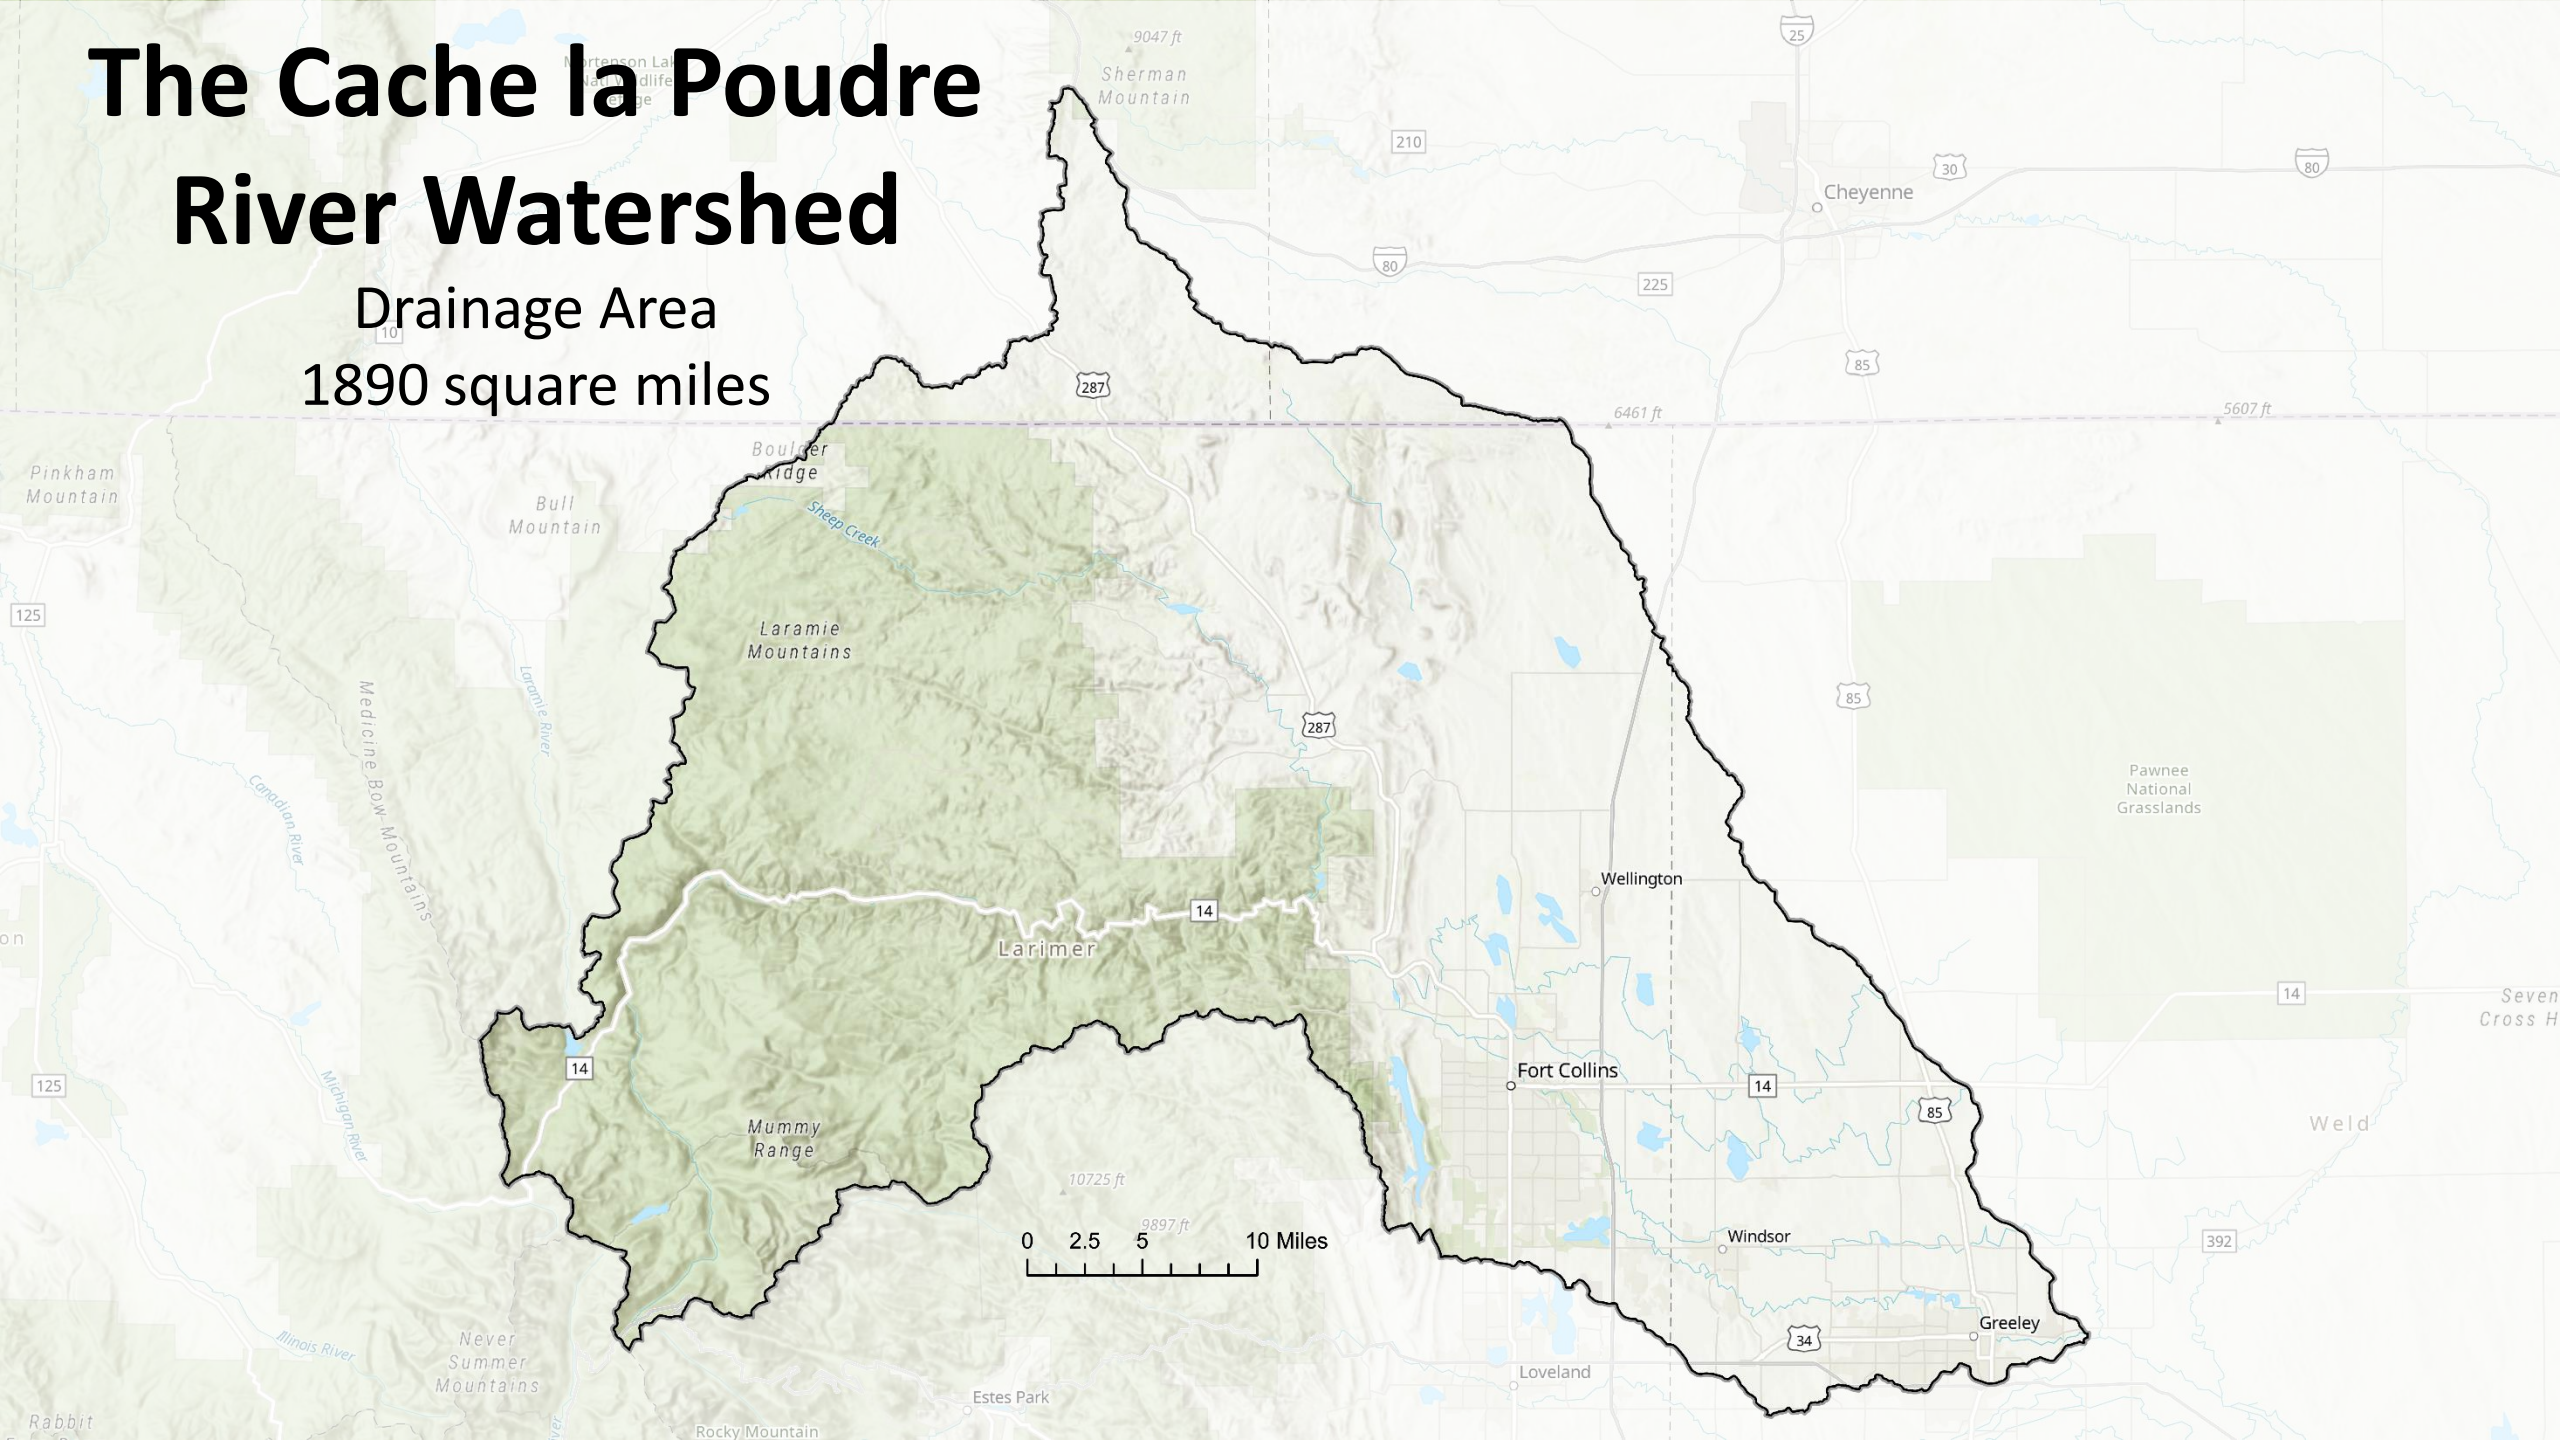 The Cache la Poudre
River Watershed
Drainage Area
1890 square miles
9047 ft
Sherman
Mountain
25
210
30
80
Cheyenne
80
225
10
287
85
6461 ft
5607 ft
Boulder
Ridge
Pinkham
Mountain
Bull
Mountain
Sheep Creek
125
Laramie
Mountains
Laramie River
Medicine Bow Mountains
85
287
Canadian River
Pawnee
National
Grasslands
Wellington
14
Larimer
on
14
Seven
Cross H
14
Fort Collins
14
125
85
Michigan River
Weld
Mummy
Range
10725 ft
9897 ft
0 2.5 5 10 Miles
Windsor
392
Greeley
34
Illinois River
Never
Summer
Mountains
Loveland
Estes Park
Rabbit
Rocky Mountain